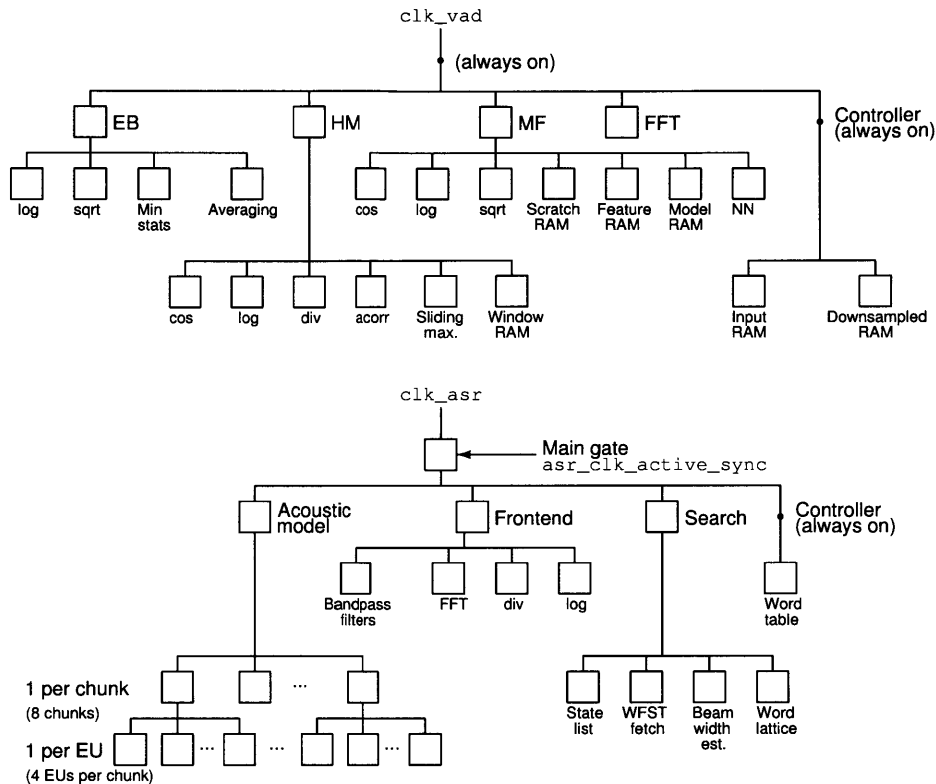 clk_vad
(always on)
EB
HM
MF
FFT
Controller
(always on)
log
sqrt
Min
stats
Averaging
cos
log
sqrt
Scratch
RAM
Feature
RAM
Model
RAM
NN
cos
log
div
acorr
Sliding
max.
Window
RAM
Input
RAM
Downsampled
RAM
clk_asr
Main gate
asr_clk_active_sync
Acoustic
model
Frontend
Search
Controller
(always on)
Bandpass
filters
FFT
div
log
Word
table
1 per chunk
(8 chunks)
...
State
list
WFST
fetch
Beam
width
est.
Word
lattice
1 per EU
(4 EUs per chunk)
... ... ...